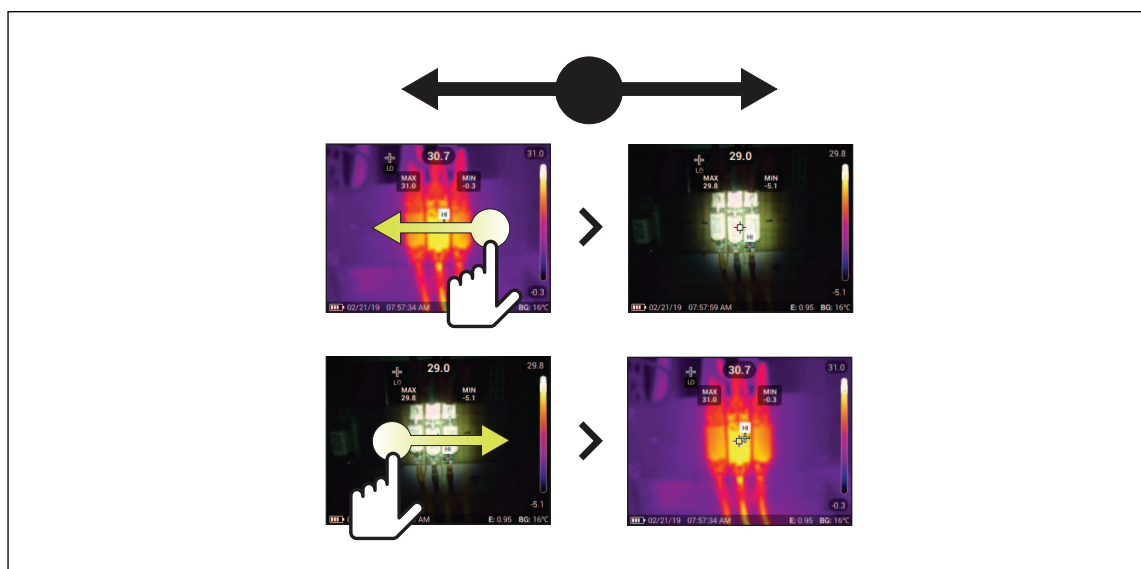 30.7
31.0
LO
MAX
31.0
MIN
-0.3
HI
-0.3
02/21/19 07:57:34 AM
BG: 16°C
29.0
29.8
LO
MAX
29.8
MIN
-5.1
HI
-5.1
02/21/19 07:57:59 AM E: 0.95 BG: 16°C
29.0
29.8
LO
MAX
29.8
MIN
-5.1
HI
-5.1
AM E: 0.95 BG: 16°C
30.7
31.0
LO
MAX
31.0
MIN
-0.3
HI
-0.3
02/21/19 07:57:34 AM E: 0.95 BG: 16°C